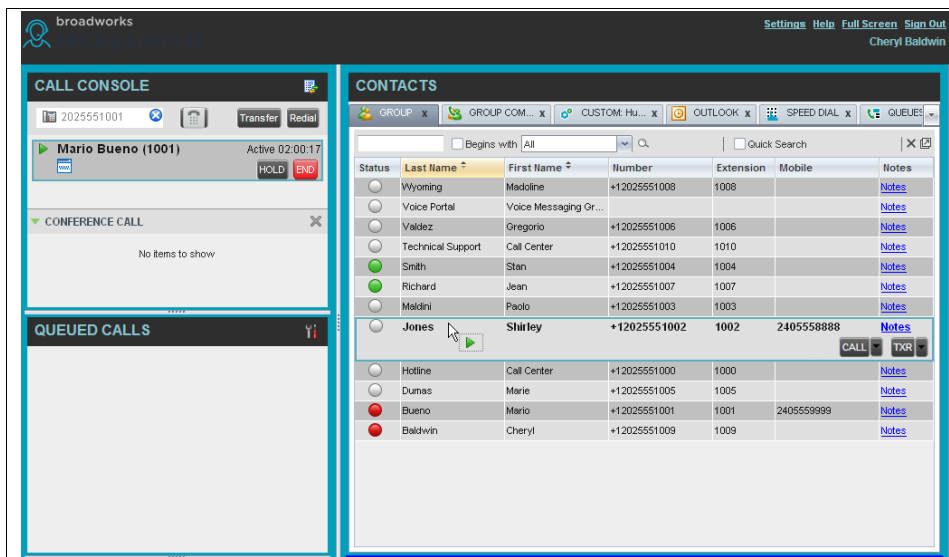 broadworks
Settings Help Full Screen Sign Out
Cheryl Baldwin
CALL CONSOLE
2025551001 Transfer Redial
Mario Bueno (1001) Active 02:00:17
HOLD END
CONFERENCE CALL
No items to show
QUEUED CALLS
CONTACTS
GROUP x GROUP COM... x CUSTOM: Hu... x OUTLOOK x SPEED DIAL x QUEUES
Begins with All Quick Search
Status Last Name First Name Number Extension Mobile Notes
Wyoming Madoline +12025551008 1008 Notes
Voice Portal Voice Messaging Gr... Notes
Valdez Gregorio +12025551006 1006 Notes
Technical Support Call Center +12025551010 1010 Notes
Smith Stan +12025551004 1004 Notes
Richard Jean +12025551007 1007 Notes
Maldini Paolo +12025551003 1003 Notes
Jones Shirley +12025551002 1002 2405558888 Notes
CALL TXR
Hotline Call Center +12025551000 1000 Notes
Dumas Marie +12025551005 1005 Notes
Bueno Mario +12025551001 1001 2405559999 Notes
Baldwin Cheryl +12025551009 1009 Notes